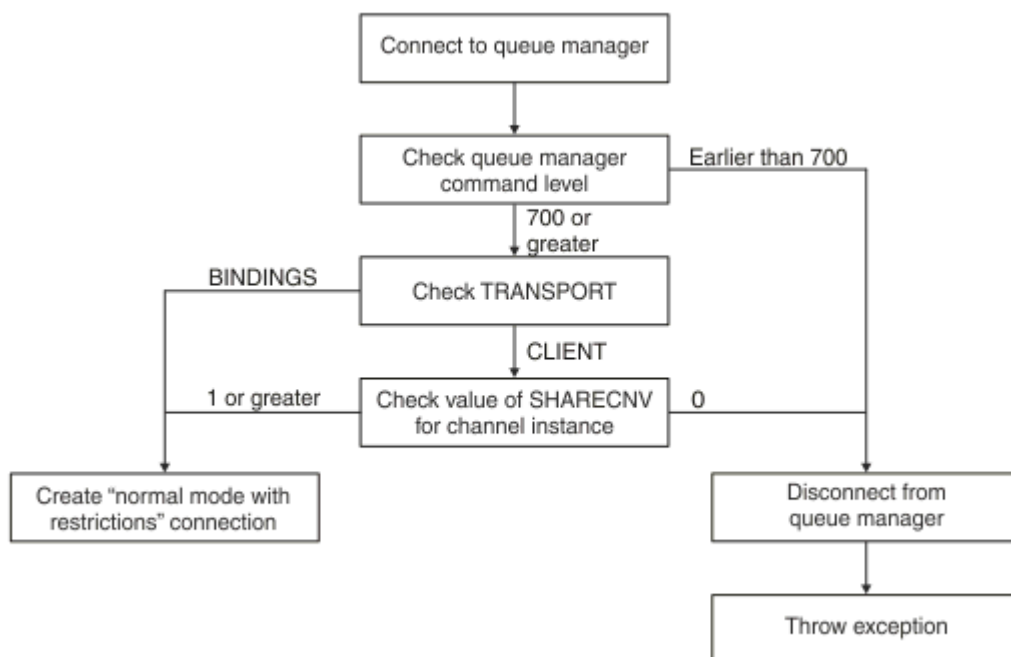 Connect to queue manager
Check queue manager
command level
Earlier than 700
700 or
greater
BINDINGS
Check TRANSPORT
CLIENT
1 or greater
Check value of SHARECNV
for channel instance
0
Create “normal mode with
restrictions” connection
Disconnect from
queue manager
Throw exception